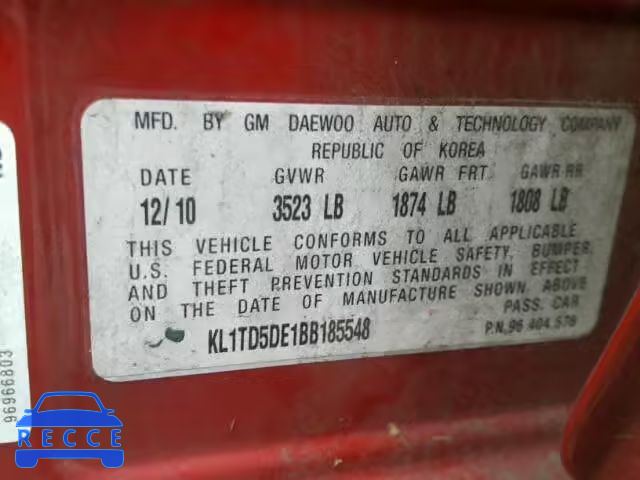 MFD. BY GM DAEWOO AUTO & TECHNOLOGY COMPANY
REPUBLIC OF KOREA
DATE GVWR GAWR FRT. GAWR RR
12/10 3523 LB 1874 LB 1808 LB
THIS VEHICLE CONFORMS TO ALL APPLICABLE
U.S. FEDERAL MOTOR VEHICLE SAFETY, BUMPER,
AND THEFT PREVENTION STANDARDS IN EFFECT
ON THE DATE OF MANUFACTURE SHOWN. ABOVE.
PASS. CAR
KL1TD5DE1BB185548
P.N.96 404 576
96966803
RECCE